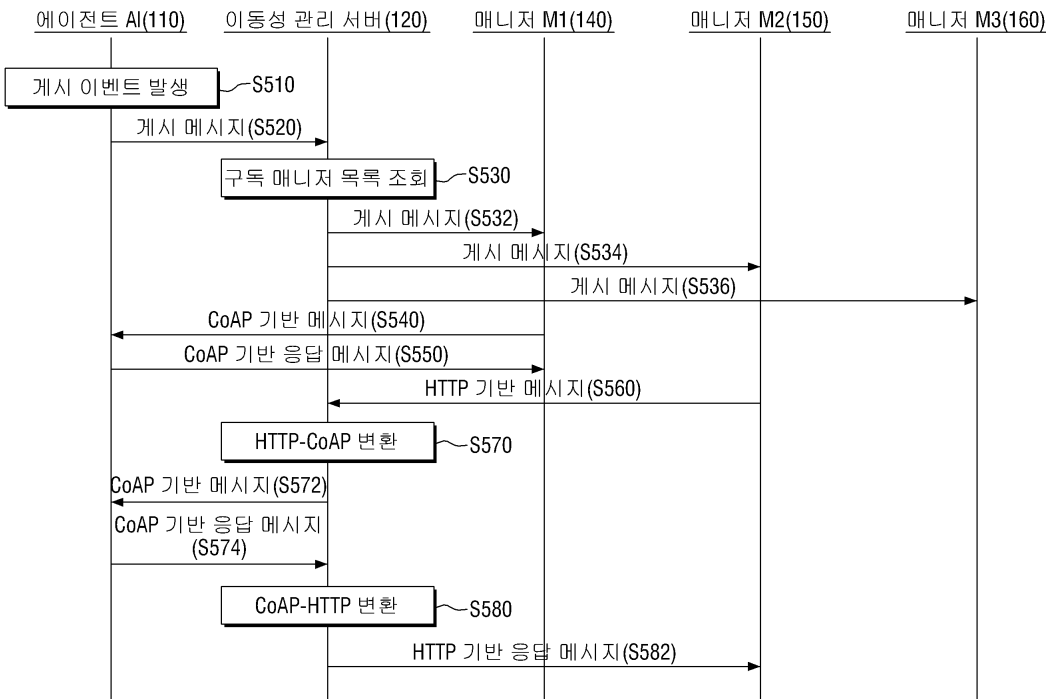 에이전트 AI(110)
이동성 관리 서버(120)
매니저 M1(140)
매니저 M2(150)
매니저 M3(160)
게시 이벤트 발생
S510
게시 메시지(S520)
구독 매니저 목록 조회
S530
게시 메시지(S532)
게시 메시지(S534)
게시 메시지(S536)
CoAP 기반 메시지(S540)
CoAP 기반 응답 메시지(S550)
HTTP 기반 메시지(S560)
HTTP-CoAP 변환
S570
CoAP 기반 메시지(S572)
CoAP 기반 응답 메시지
(S574)
CoAP-HTTP 변환
S580
HTTP 기반 응답 메시지(S582)